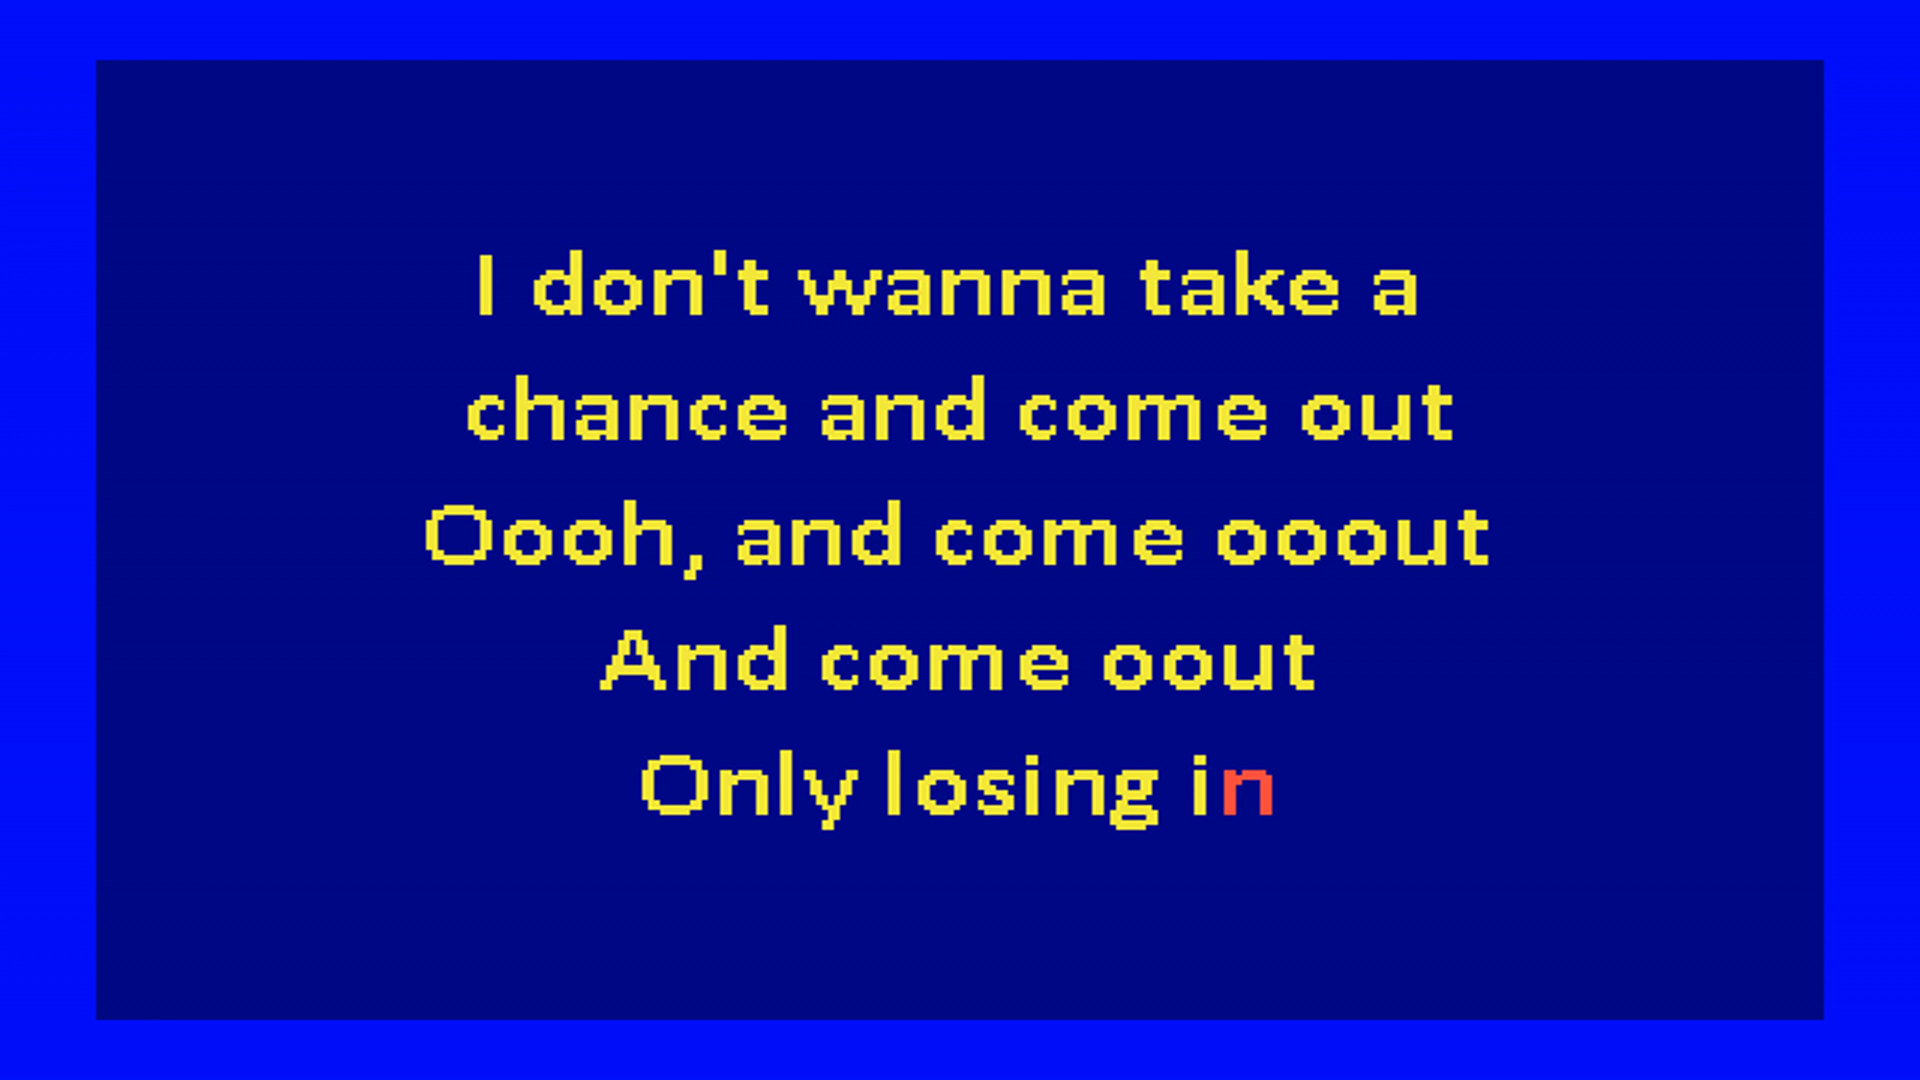 I don't wanna take a
chance and come out
Oooh, and come ooout
And come oout
Only losing in